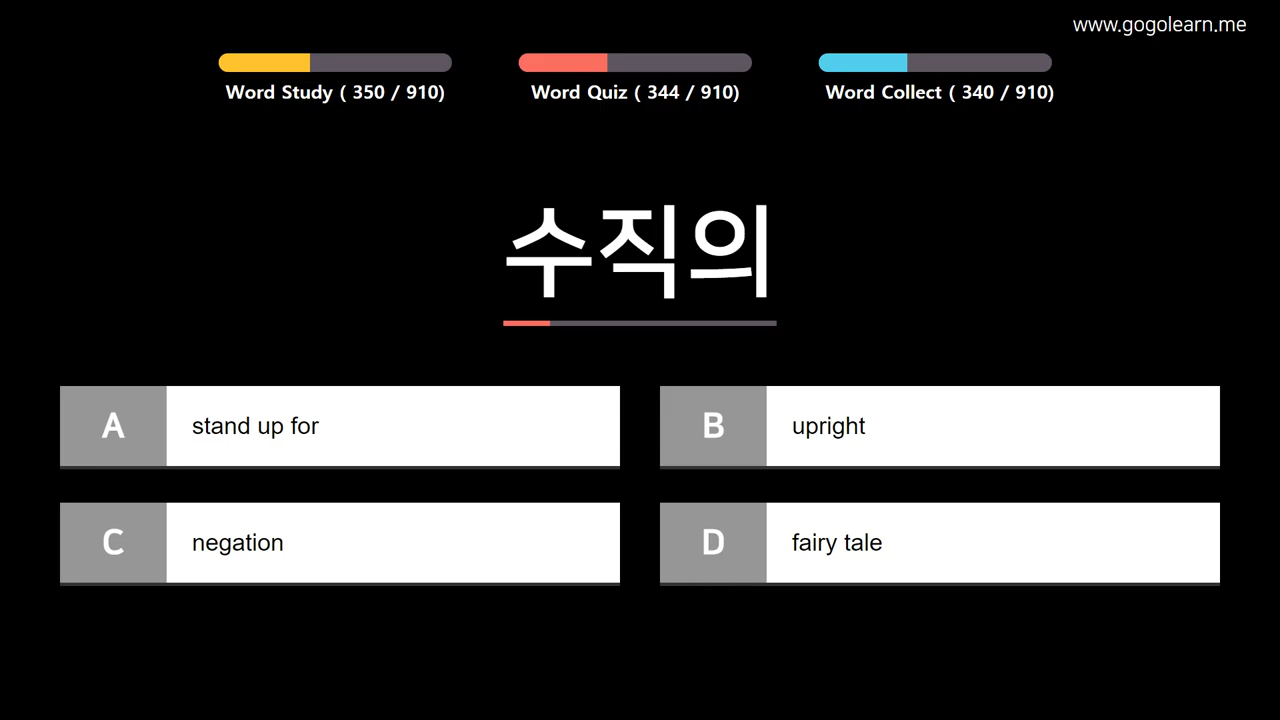 www.gogolearn.me
Word Study ( 350 / 910)
Word Quiz ( 344 / 910)
Word Collect ( 340 / 910)
수직의
A stand up for
B upright
C negation
D fairy tale